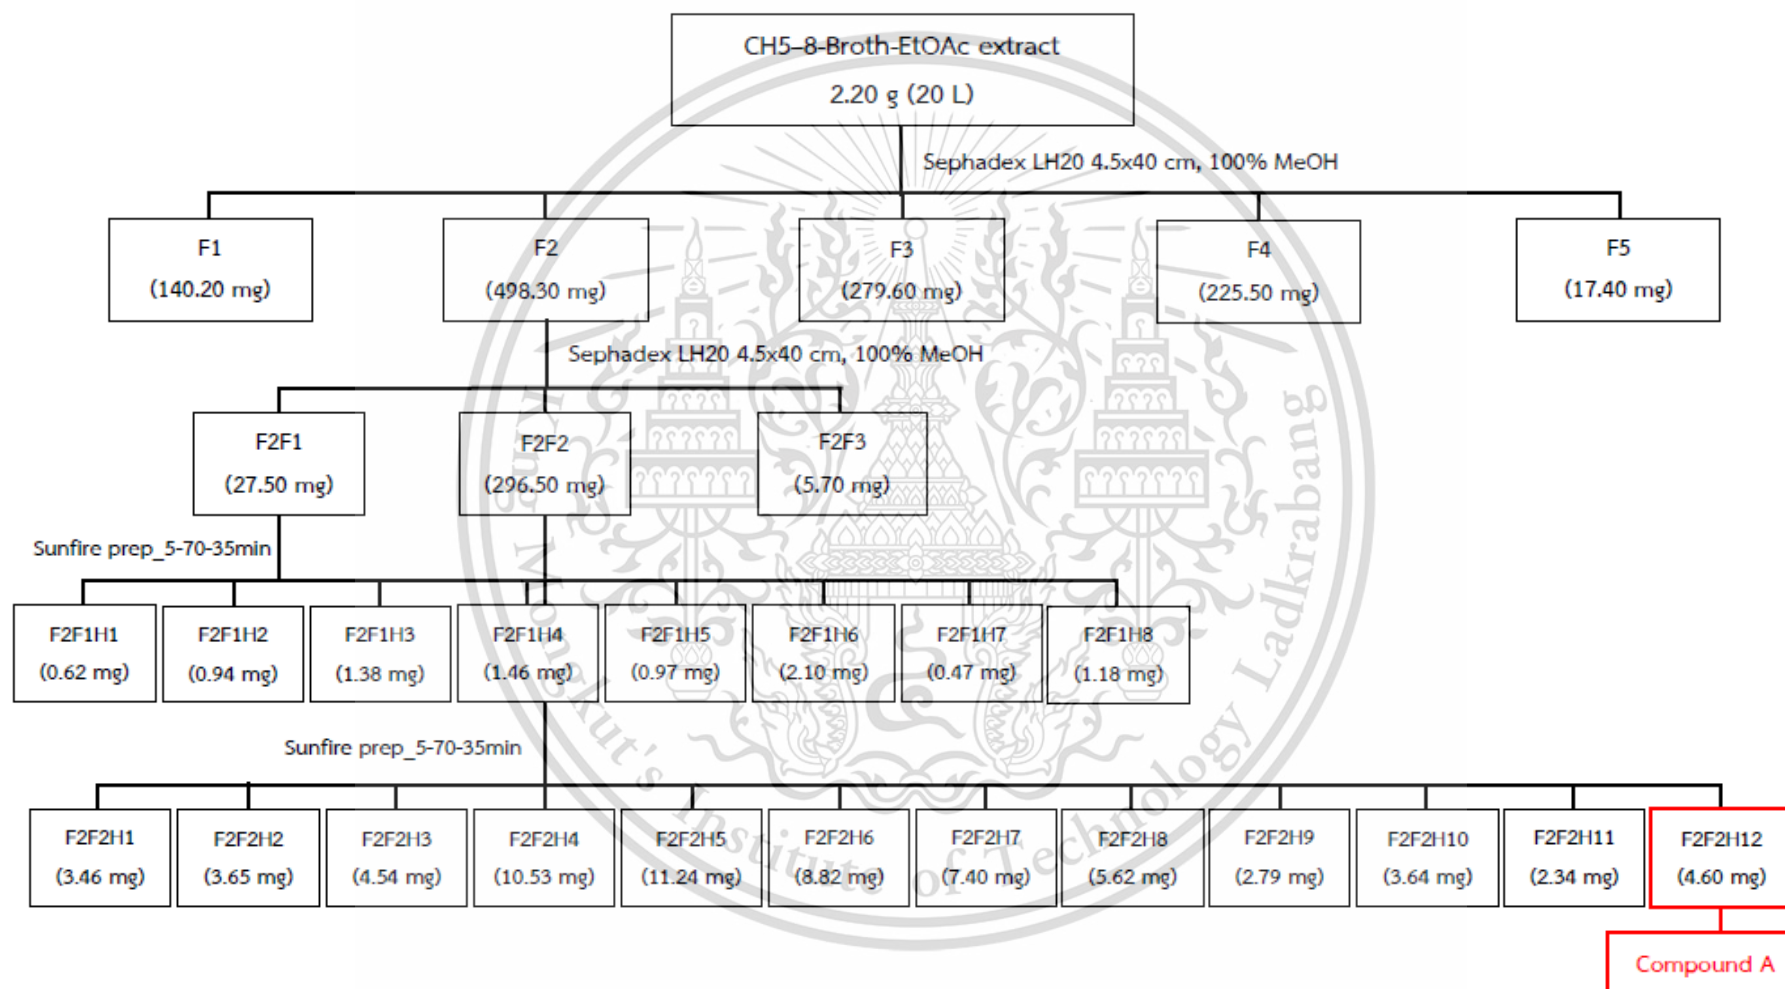 CH5–8-Broth-EtOAc extract
2.20 g (20 L)
Sephadex LH20 4.5x40 cm, 100% MeOH
F1
(140.20 mg)
F2
(498.30 mg)
F3
(279.60 mg)
F4
(225.50 mg)
F5
(17.40 mg)
Sephadex LH20 4.5x40 cm, 100% MeOH
F2F1
(27.50 mg)
F2F2
(296.50 mg)
F2F3
(5.70 mg)
Sunfire prep_5-70-35min
F2F1H1
(0.62 mg)
F2F1H2
(0.94 mg)
F2F1H3
(1.38 mg)
F2F1H4
(1.46 mg)
F2F1H5
(0.97 mg)
F2F1H6
(2.10 mg)
F2F1H7
(0.47 mg)
F2F1H8
(1.18 mg)
Sunfire prep_5-70-35min
F2F2H1
(3.46 mg)
F2F2H2
(3.65 mg)
F2F2H3
(4.54 mg)
F2F2H4
(10.53 mg)
F2F2H5
(11.24 mg)
F2F2H6
(8.82 mg)
F2F2H7
(7.40 mg)
F2F2H8
(5.62 mg)
F2F2H9
(2.79 mg)
F2F2H10
(3.64 mg)
F2F2H11
(2.34 mg)
F2F2H12
(4.60 mg)
Compound A
King Mongkut's Institute of Technology Ladkrabang